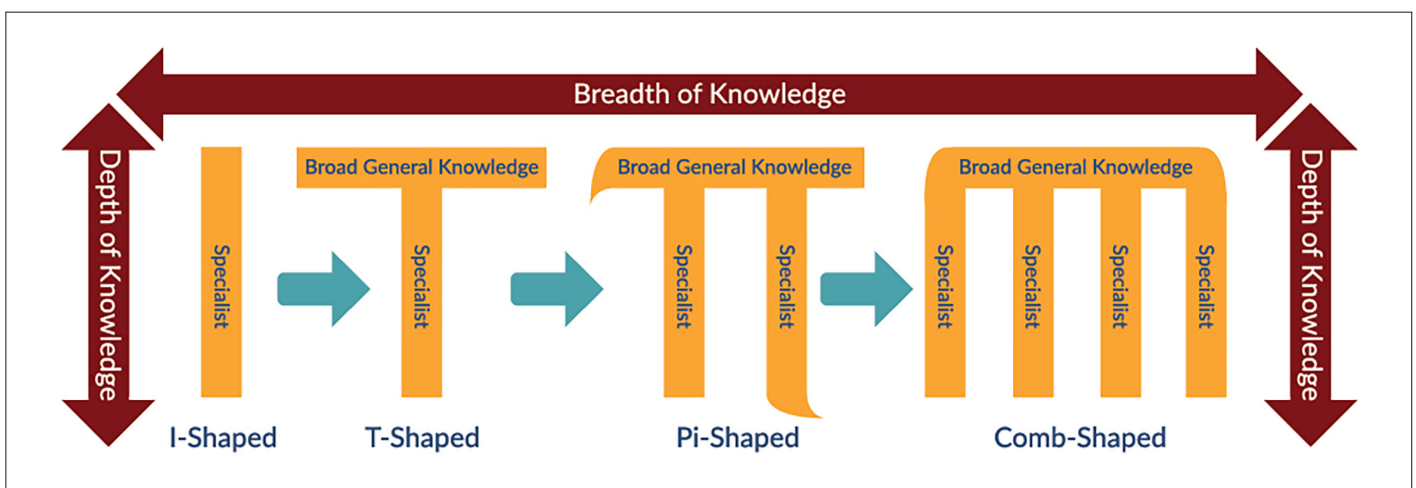 Breadth of Knowledge
Depth of Knowledge
Specialist
I-Shaped
Broad General Knowledge
Specialist
T-Shaped
Broad General Knowledge
Specialist
Specialist
Pi-Shaped
Broad General Knowledge
Specialist
Specialist
Specialist
Specialist
Comb-Shaped
Depth of Knowledge